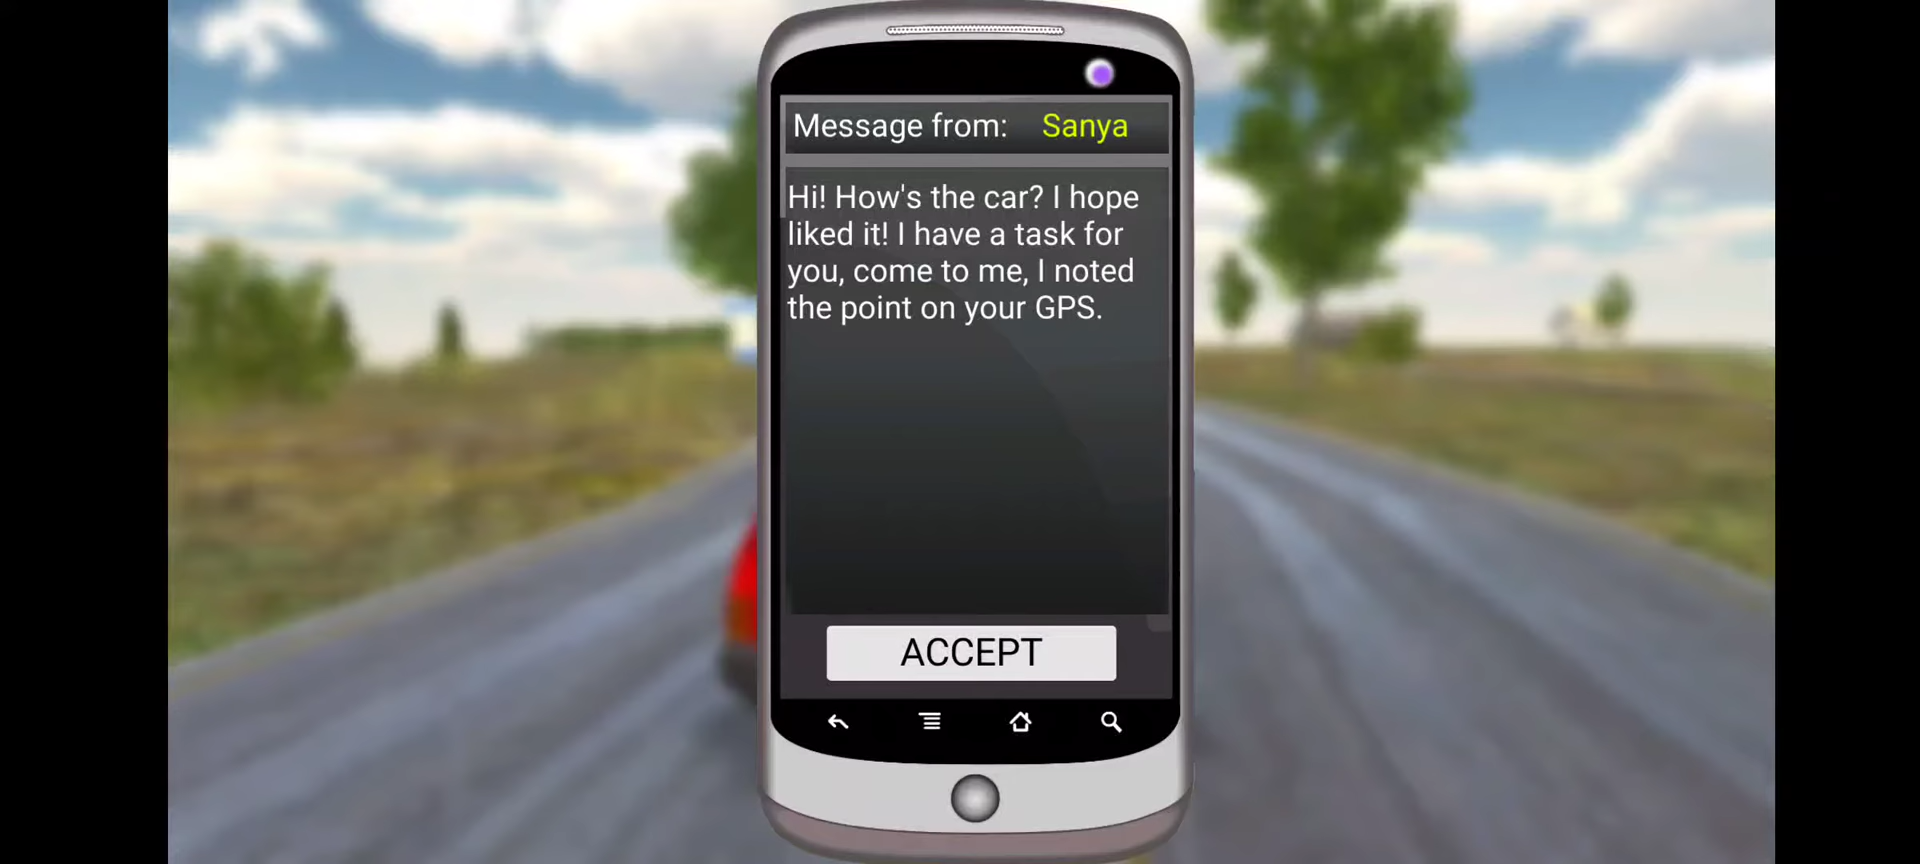 Message from: Sanya
Hi! How's the car? I hope
liked it! I have a task for
you, come to me, I noted
the point on your GPS.
ACCEPT